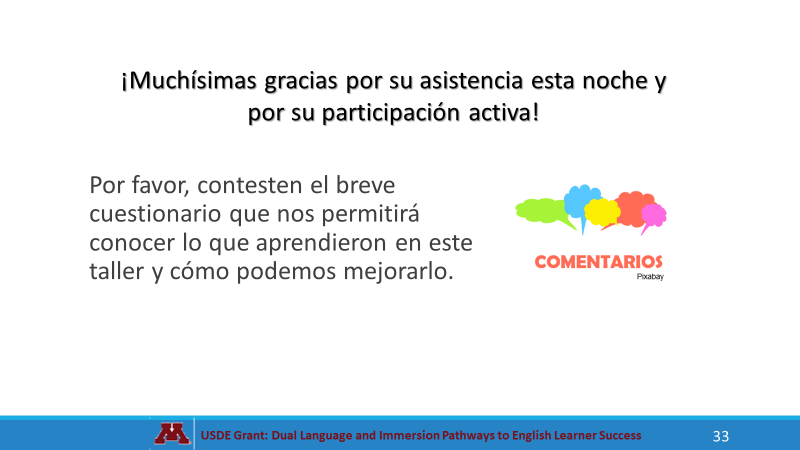 ¡Muchísimas gracias por su asistencia esta noche y
por su participación activa!
Por favor, contesten el breve
cuestionario que nos permitirá
conocer lo que aprendieron en este
taller y cómo podemos mejorarlo.
COMENTARIOS
Pixabay
M
USDE Grant: Dual Language and Immersion Pathways to English Learner Success
33